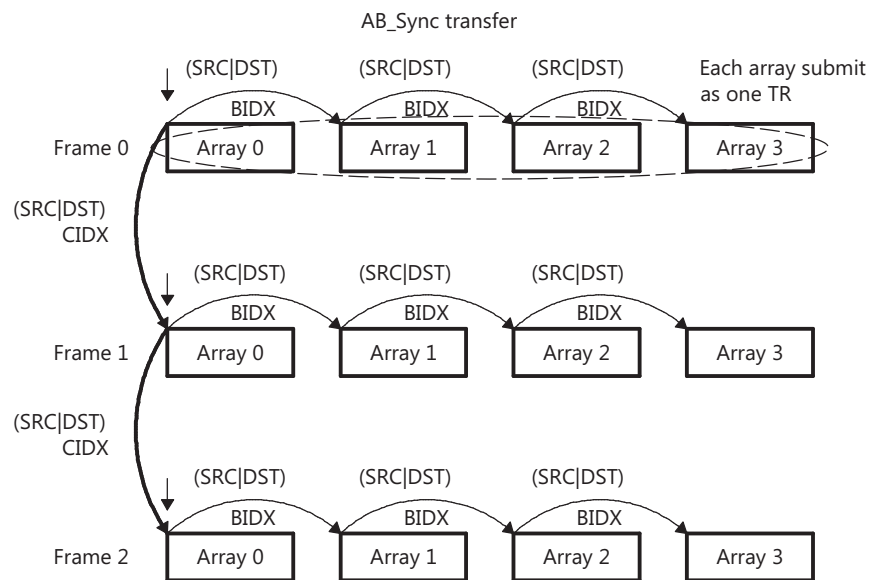 AB_Sync transfer
(SRC|DST) (SRC|DST) (SRC|DST) Each array submit
as one TR
BIDX BIDX BIDX
Frame 0 Array 0 Array 1 Array 2 Array 3
(SRC|DST)
CIDX
(SRC|DST) (SRC|DST) (SRC|DST)
BIDX BIDX BIDX
Frame 1 Array 0 Array 1 Array 2 Array 3
(SRC|DST)
CIDX
(SRC|DST) (SRC|DST) (SRC|DST)
BIDX BIDX BIDX
Frame 2 Array 0 Array 1 Array 2 Array 3